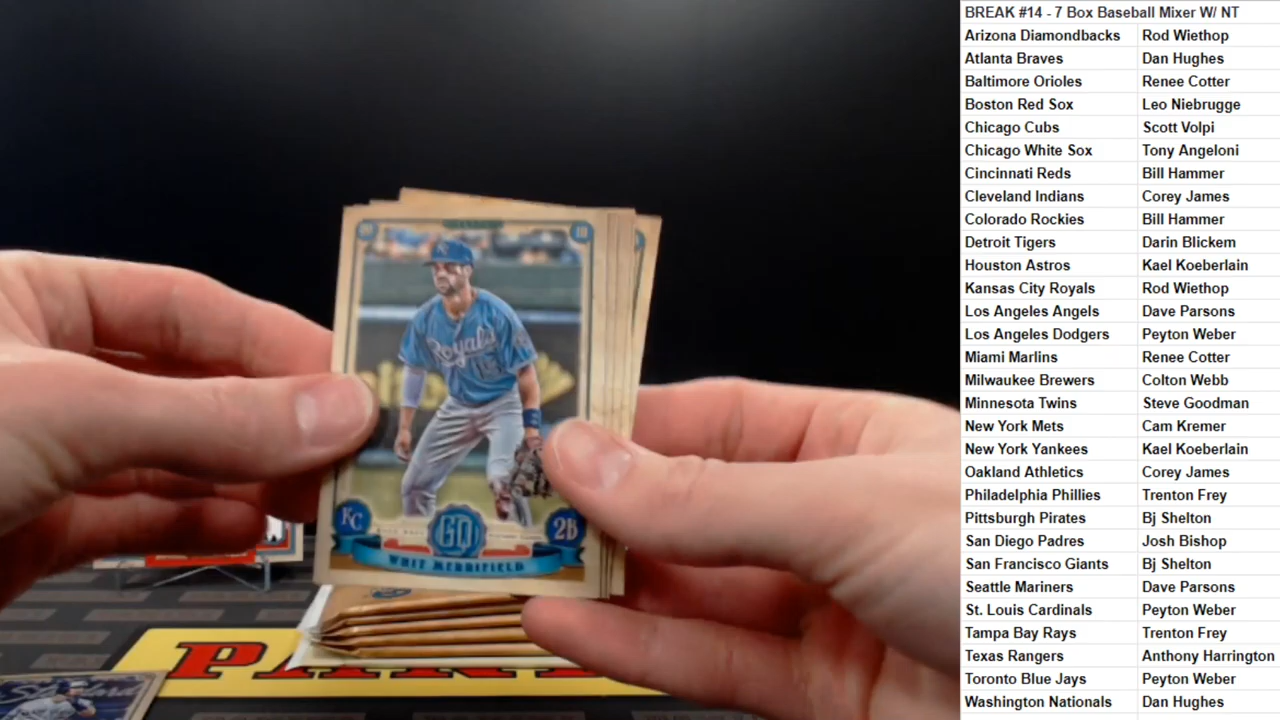 BREAK #14 - 7 Box Baseball Mixer W/ NT
Arizona Diamondbacks Rod Wiethop
Atlanta Braves Dan Hughes
Baltimore Orioles Renee Cotter
Boston Red Sox Leo Niebrugge
Chicago Cubs Scott Volpi
Chicago White Sox Tony Angeloni
Cincinnati Reds Bill Hammer
Cleveland Indians Corey James
Colorado Rockies Bill Hammer
Detroit Tigers Darin Blickem
Houston Astros Kael Koeberlain
Kansas City Royals Rod Wiethop
Los Angeles Angels Dave Parsons
Los Angeles Dodgers Peyton Weber
Miami Marlins Renee Cotter
Milwaukee Brewers Colton Webb
Minnesota Twins Steve Goodman
New York Mets Cam Kremer
New York Yankees Kael Koeberlain
Oakland Athletics Corey James
Philadelphia Phillies Trenton Frey
Pittsburgh Pirates Bj Shelton
San Diego Padres Josh Bishop
San Francisco Giants Bj Shelton
Seattle Mariners Dave Parsons
St. Louis Cardinals Peyton Weber
Tampa Bay Rays Trenton Frey
Texas Rangers Anthony Harrington
Toronto Blue Jays Peyton Weber
Washington Nationals Dan Hughes
Royals
15
KC
GQ
2B
WHIT MERRIFIELD